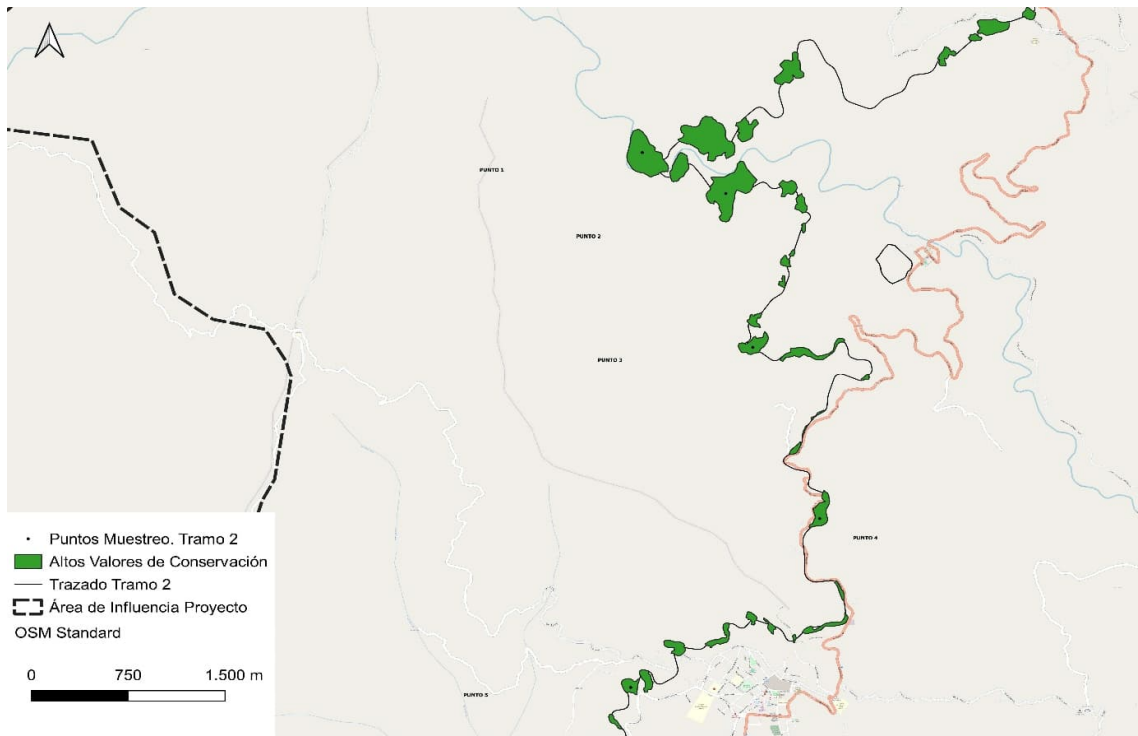 PUNTO 1
PUNTO 2
PUNTO 3
PUNTO 4
PUNTO 5
Puntos Muestreo. Tramo 2
Altos Valores de Conservación
Trazado Tramo 2
Área de Influencia Proyecto
OSM Standard
0 750 1.500 m